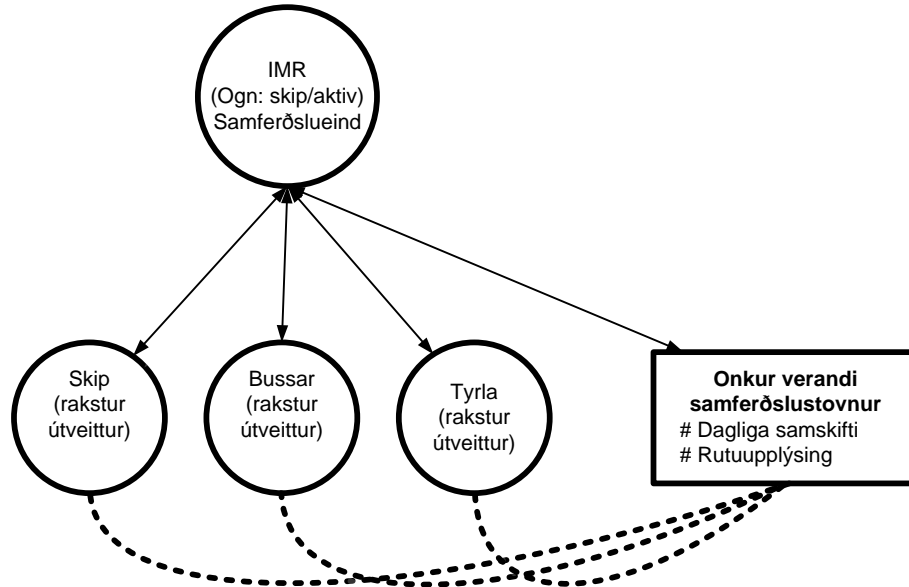 IMR
(Ogn: skip/aktiv)
Samferðslueind
Skip
(rakstur
útveittur)
Bussar
(rakstur
útveittur)
Tyrla
(rakstur
útveittur)
Onkur verandi
samferðslustovnur
# Dagliga samskifti
# Rutuupplýsing